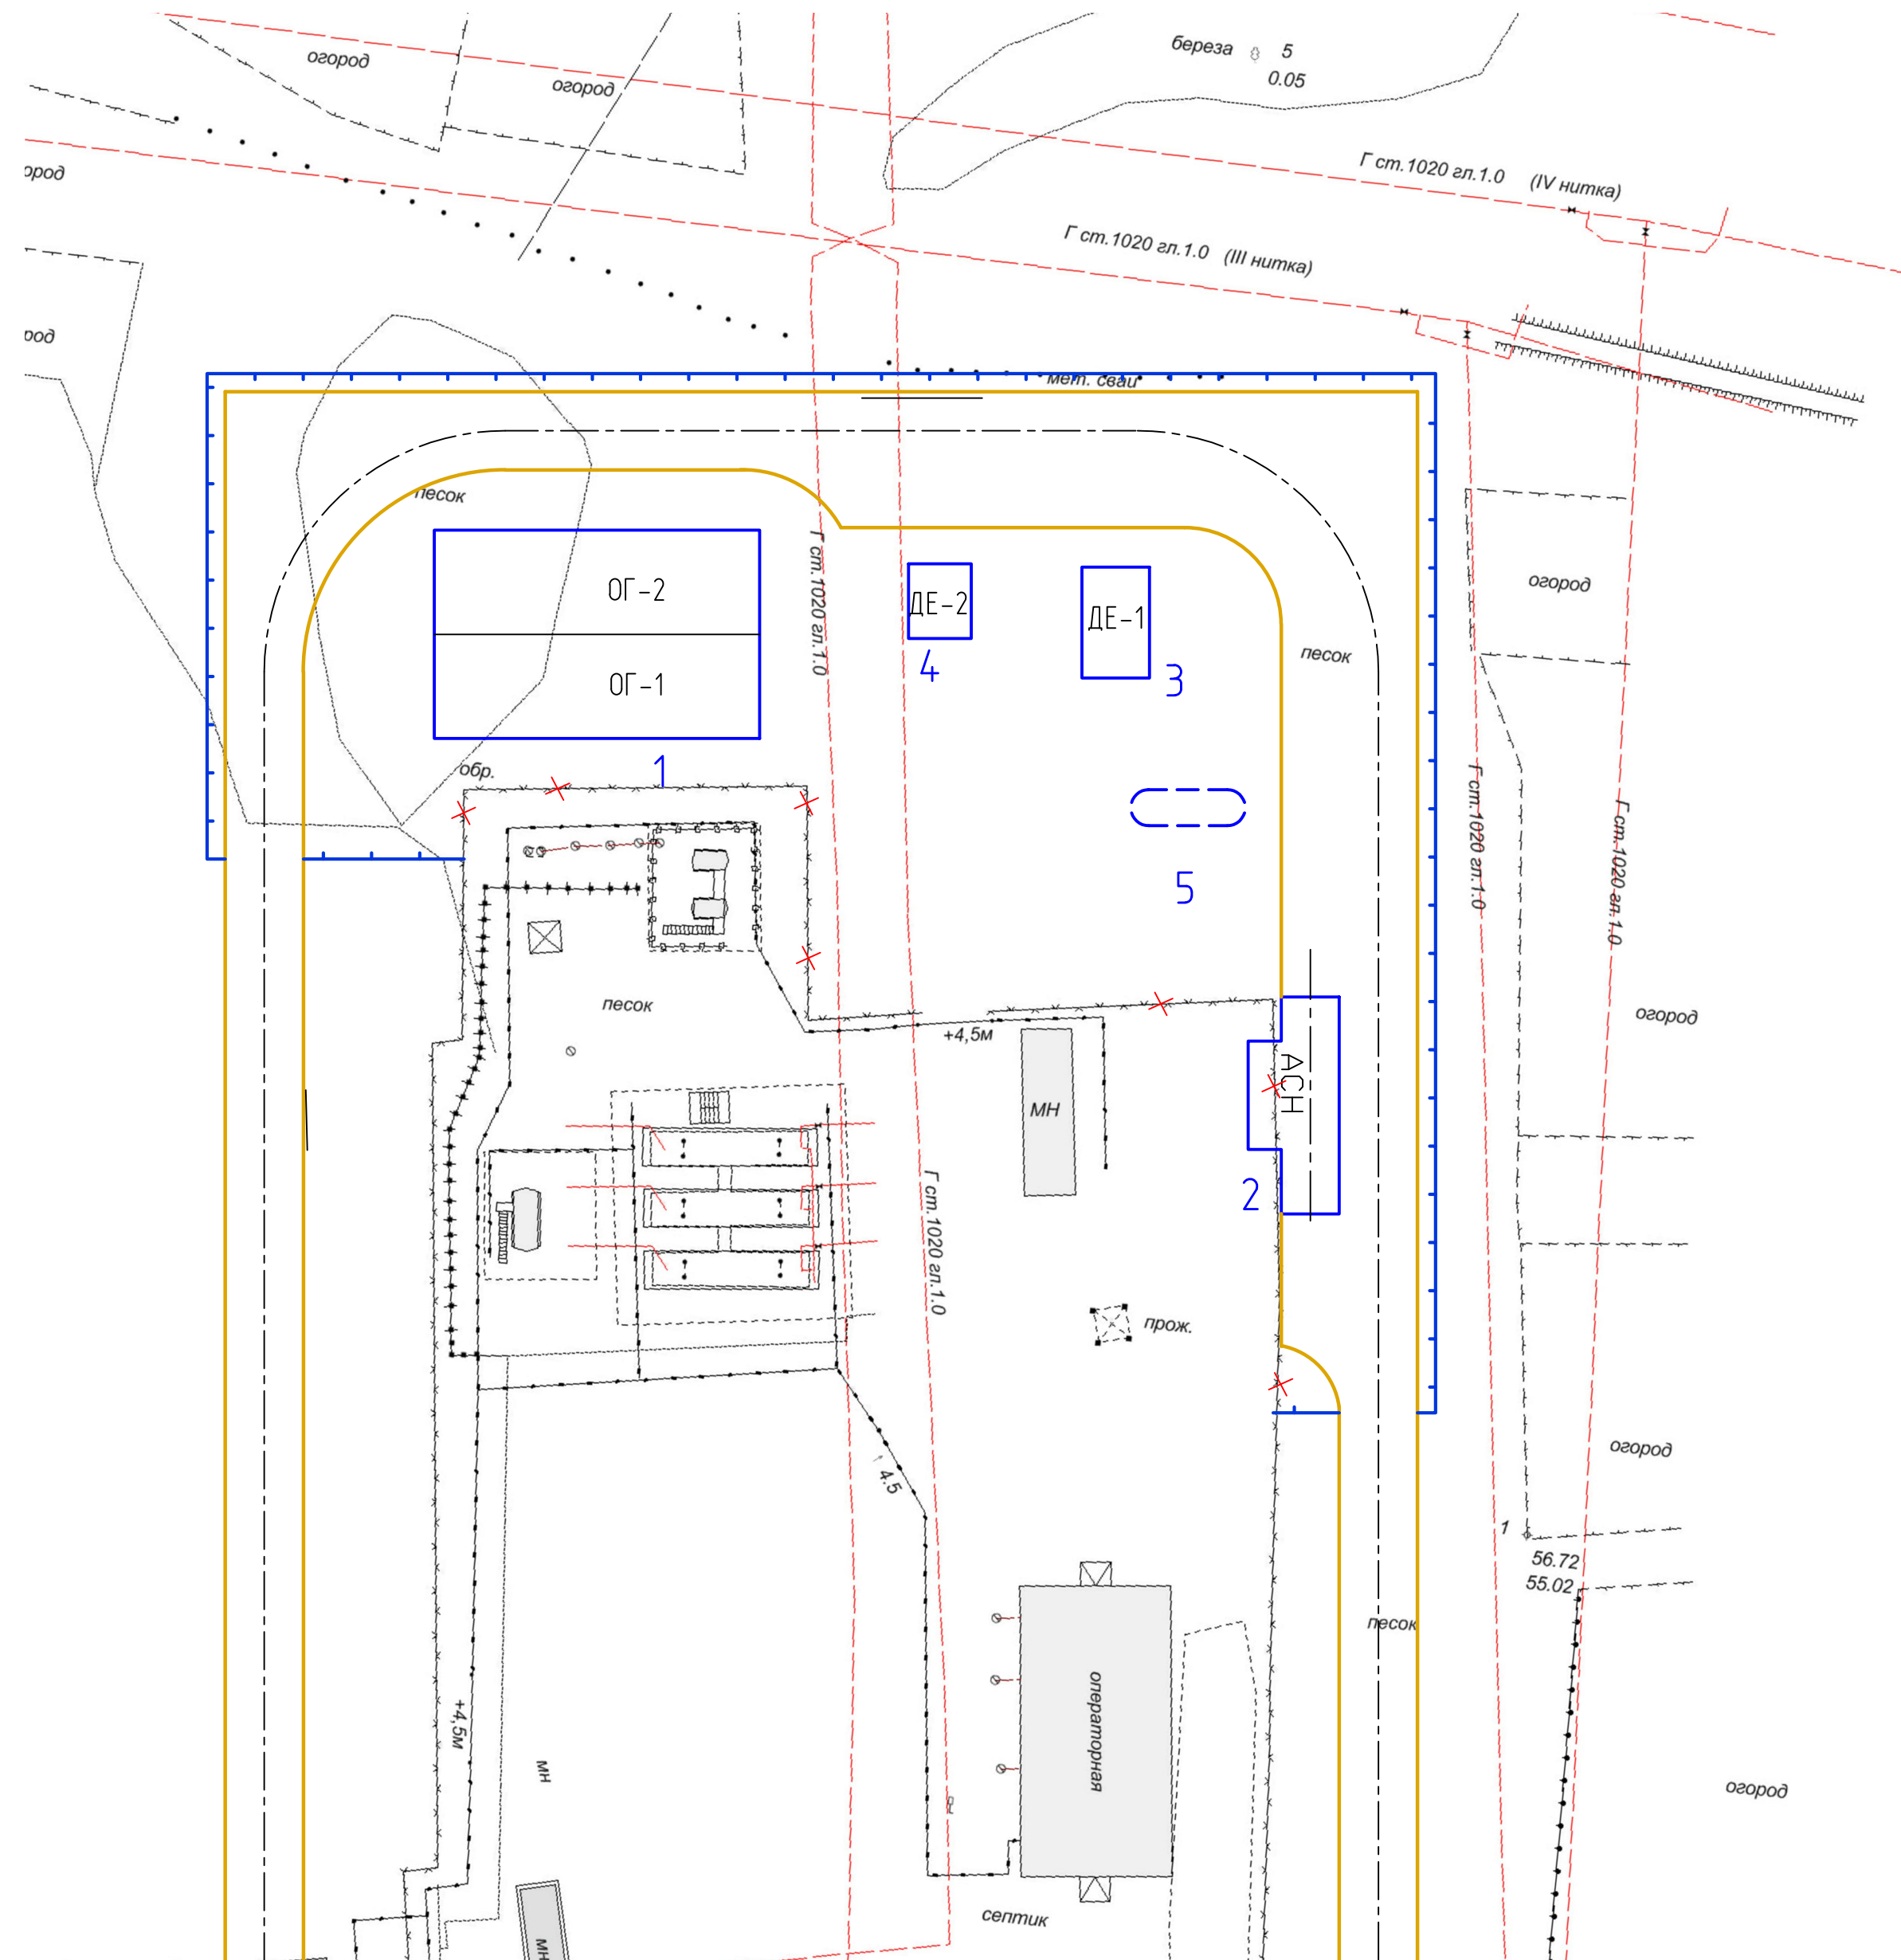 огород
огород
береза 5
0.05
Г ст.1020 гл.1.0 (IV нитка)
Г ст.1020 гл.1.0 (III нитка)
ород
род
мет. сваи
песок
ОГ-2
ОГ-1
1
обр.
Г ст.1020 гл.1.0
ДЕ-2
4
ДЕ-1
3
песок
огород
5
Г ст.1020 гл.1.0
Г ст.1020 гл.1.0
песок
+4,5м
МН
АСН
2
огород
Г ст.1020 гл.1.0
прож.
4.5
огород
1
56.72
55.02
песок
операторная
+4,5м
МН
огород
септик
МН